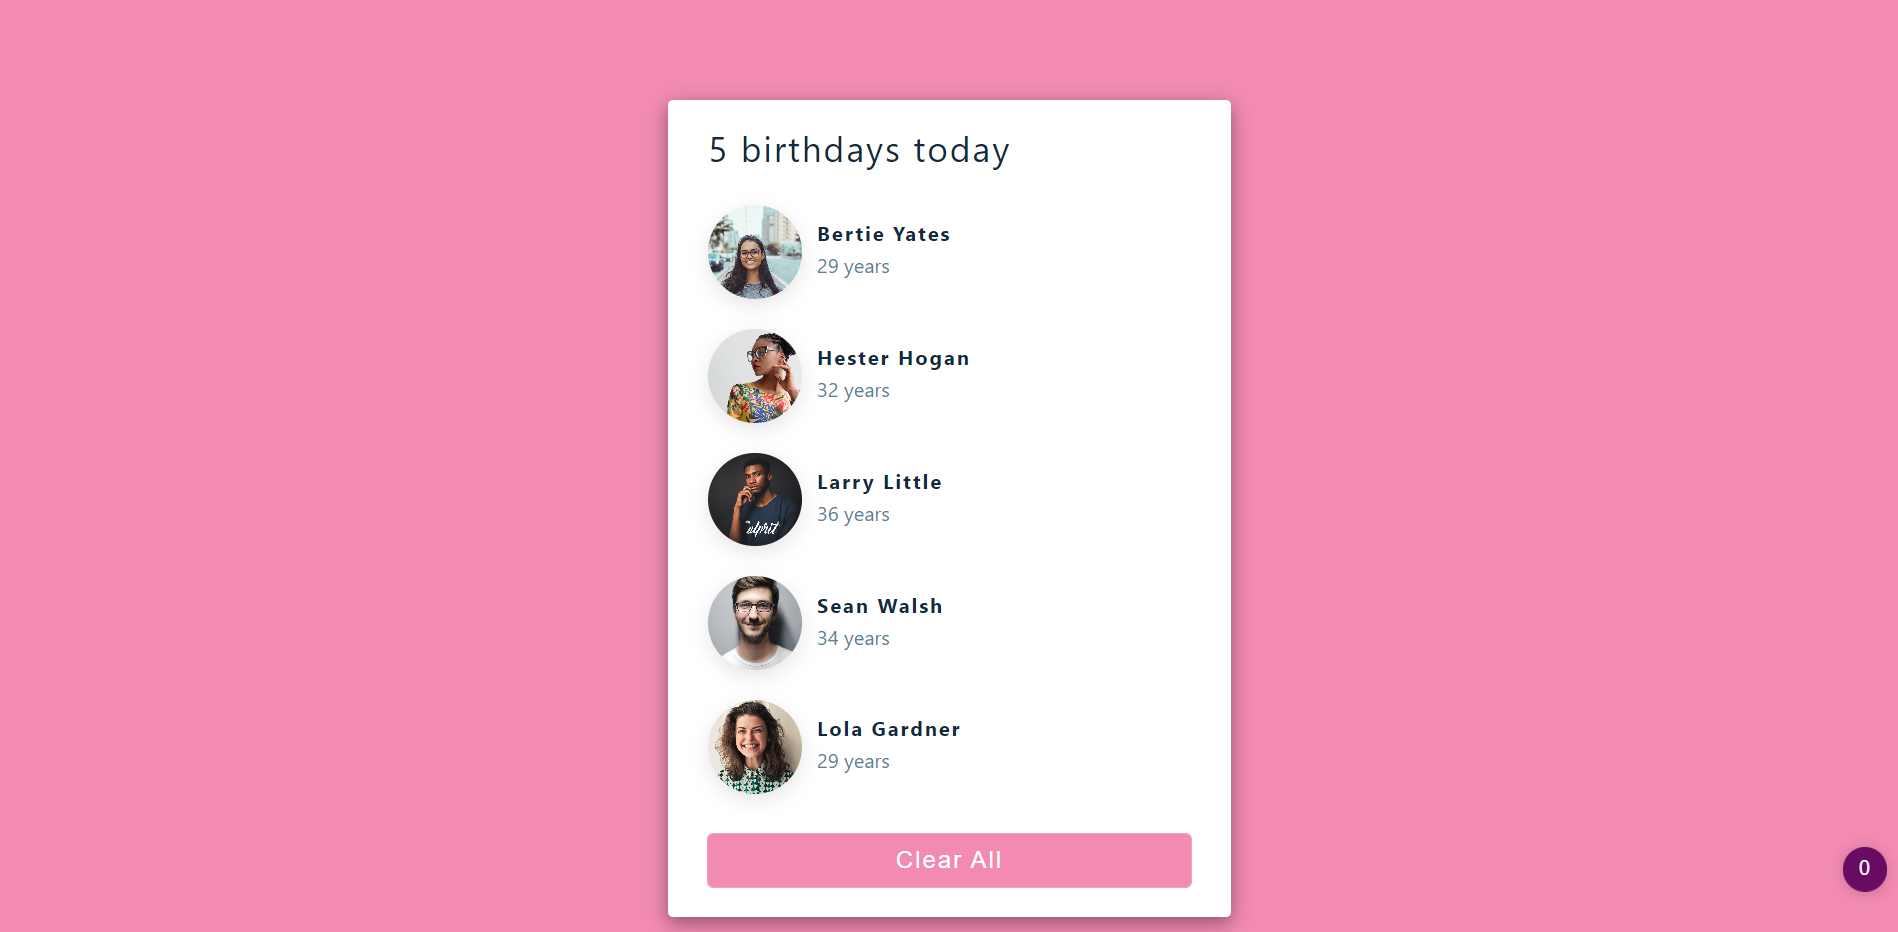 5 birthdays today
Bertie Yates
29 years
Hester Hogan
32 years
Larry Little
36 years
Sean Walsh
34 years
Lola Gardner
29 years
Clear All
0